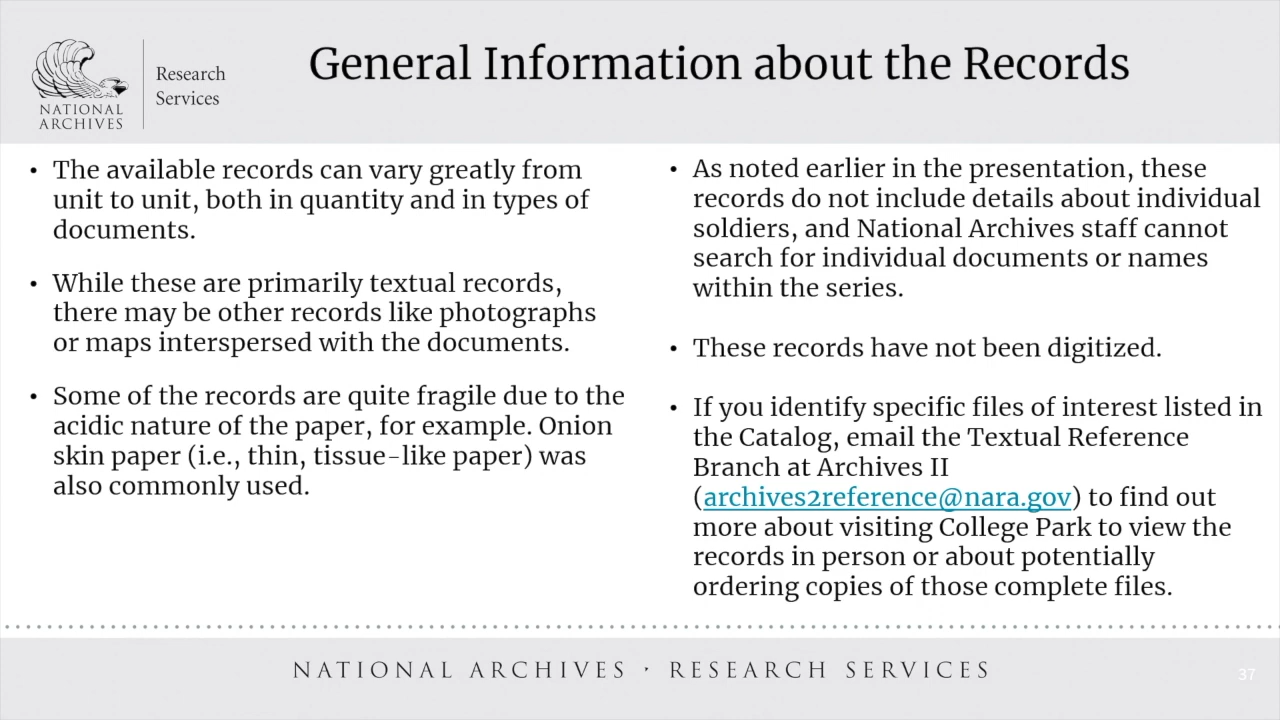 General Information about the Records
NATIONAL
ARCHIVES
Research
Services
• The available records can vary greatly from
unit to unit, both in quantity and in types of
documents.
• While these are primarily textual records,
there may be other records like photographs
or maps interspersed with the documents.
• Some of the records are quite fragile due to the
acidic nature of the paper, for example. Onion
skin paper (i.e., thin, tissue-like paper) was
also commonly used.
• As noted earlier in the presentation, these
records do not include details about individual
soldiers, and National Archives staff cannot
search for individual documents or names
within the series.
• These records have not been digitized.
• If you identify specific files of interest listed in
the Catalog, email the Textual Reference
Branch at Archives II
(archives2reference@nara.gov) to find out
more about visiting College Park to view the
records in person or about potentially
ordering copies of those complete files.
NATIONAL ARCHIVES · RESEARCH SERVICES
37